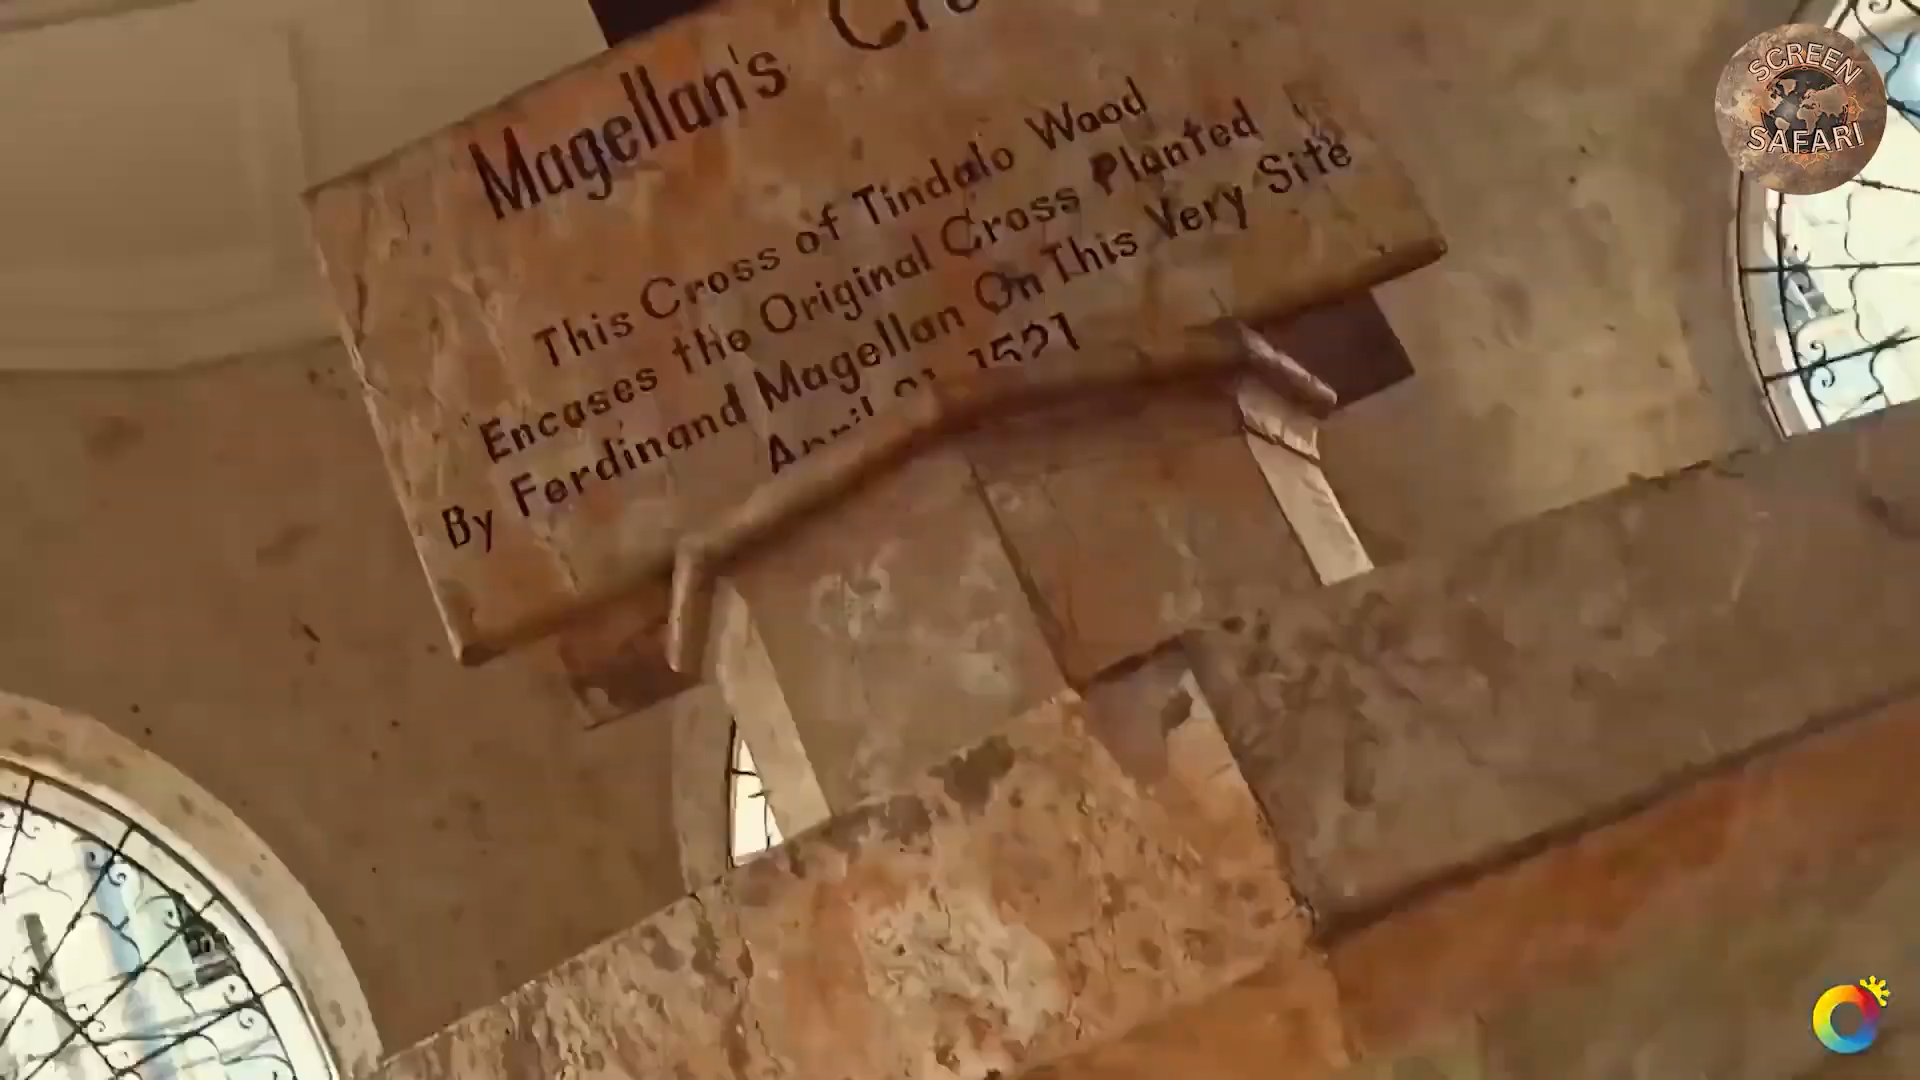 Magellan's
This Cross of Tindalo Wood
Encases the Original Cross Planted
By Ferdinand Magellan On This Very Site
1521
SCREEN
SAFARI